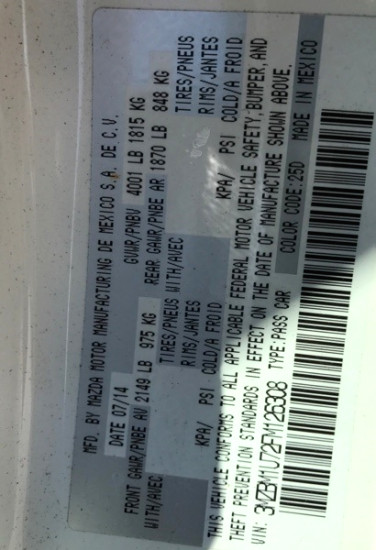 MFD. BY MAZDA MOTOR MANUFACTURING DE MEXICO S.A. DE C.V.
DATE 07/14 GVWR/PNBV 4001 LB 1815 KG
FRONT GAWR/PNBE AV 2149 LB 975 KG REAR GAWR/PNBE AR 1870 LB 848 KG
WITH/AVEC TIRES/PNEUS WITH/AVEC TIRES/PNEUS
RIMS/JANTES RIMS/JANTES
KPA/ PSI COLD/A FROID KPA/ PSI COLD/A FROID
THIS VEHICLE CONFORMS TO ALL APPLICABLE FEDERAL MOTOR VEHICLE SAFETY, BUMPER, AND
THEFT PREVENTION STANDARDS IN EFFECT ON THE DATE OF MANUFACTURE SHOWN ABOVE.
VIN: 3MZBM1U72FM126308 TYPE:PASS CAR COLOR CODE:25D MADE IN MEXICO